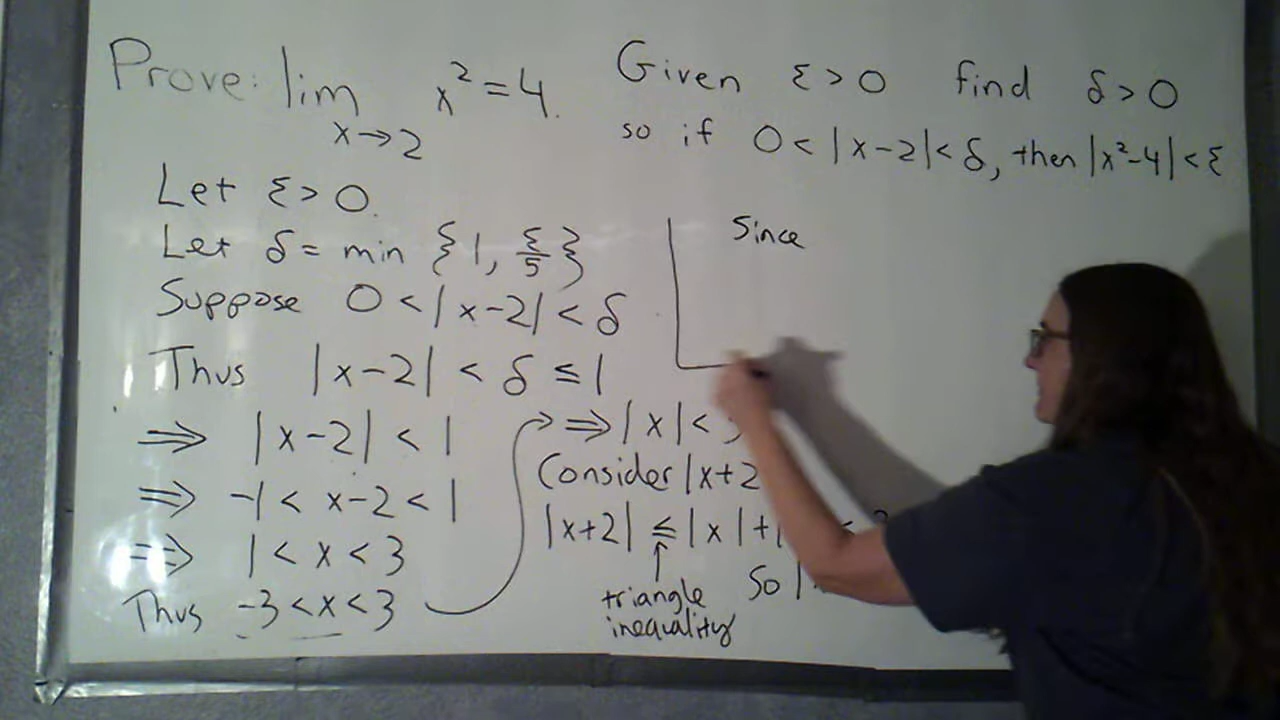 Prove: lim x→2 x² = 4.
Given ε > 0 find δ > 0
so if 0 < |x-2| < δ, then |x²-4| < ε
Let ε > 0.
Let δ = min {1, ε/5}
Suppose 0 < |x-2| < δ
Thus |x-2| < δ ≤ 1
⇒ |x-2| < 1
⇒ -1 < x-2 < 1
⇒ 1 < x < 3
Thus -3 < x < 3
⇒ |x| <
Consider |x+2
|x+2| ≤ |x| + |
triangle
inequality
So |
Since